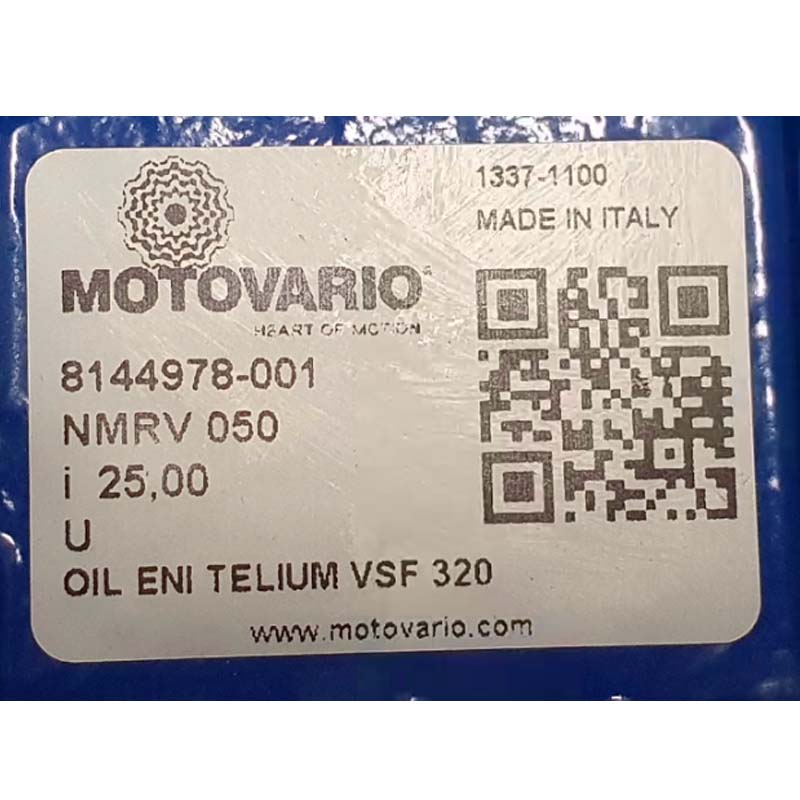 1337-1100
MADE IN ITALY
MOTOVARIO
HEART OF MOTION
8144978-001
NMRV 050
i 25,00
U
OIL ENI TELIUM VSF 320
www.motovario.com